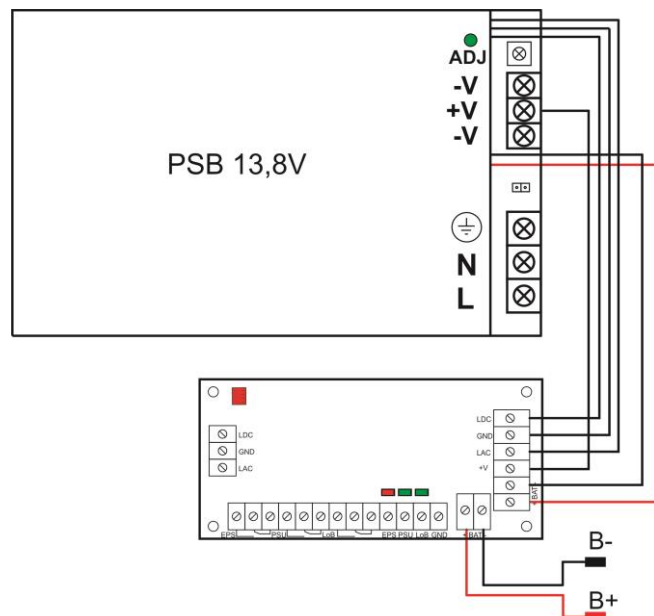 ADJ
-V
+V
-V
PSB 13,8V
N
L
LDC
GND
LAC
+V
+ BAT-
LDC
GND
LAC
EPS PSU LoB EPS PSU LoB GND
+ BAT-
B-
B+